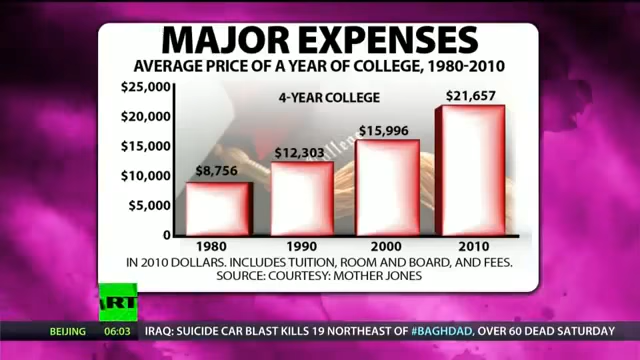 MAJOR EXPENSES
AVERAGE PRICE OF A YEAR OF COLLEGE, 1980-2010
4-YEAR COLLEGE
$25,000
$20,000
$15,000
$10,000
$5,000
0
$8,756
$12,303
$15,996
$21,657
College
1980 1990 2000 2010
IN 2010 DOLLARS. INCLUDES TUITION, ROOM AND BOARD, AND FEES.
SOURCE: COURTESY: MOTHER JONES
RT
BEIJING 06:03 IRAQ: SUICIDE CAR BLAST KILLS 19 NORTHEAST OF #BAGHDAD, OVER 60 DEAD SATURDAY